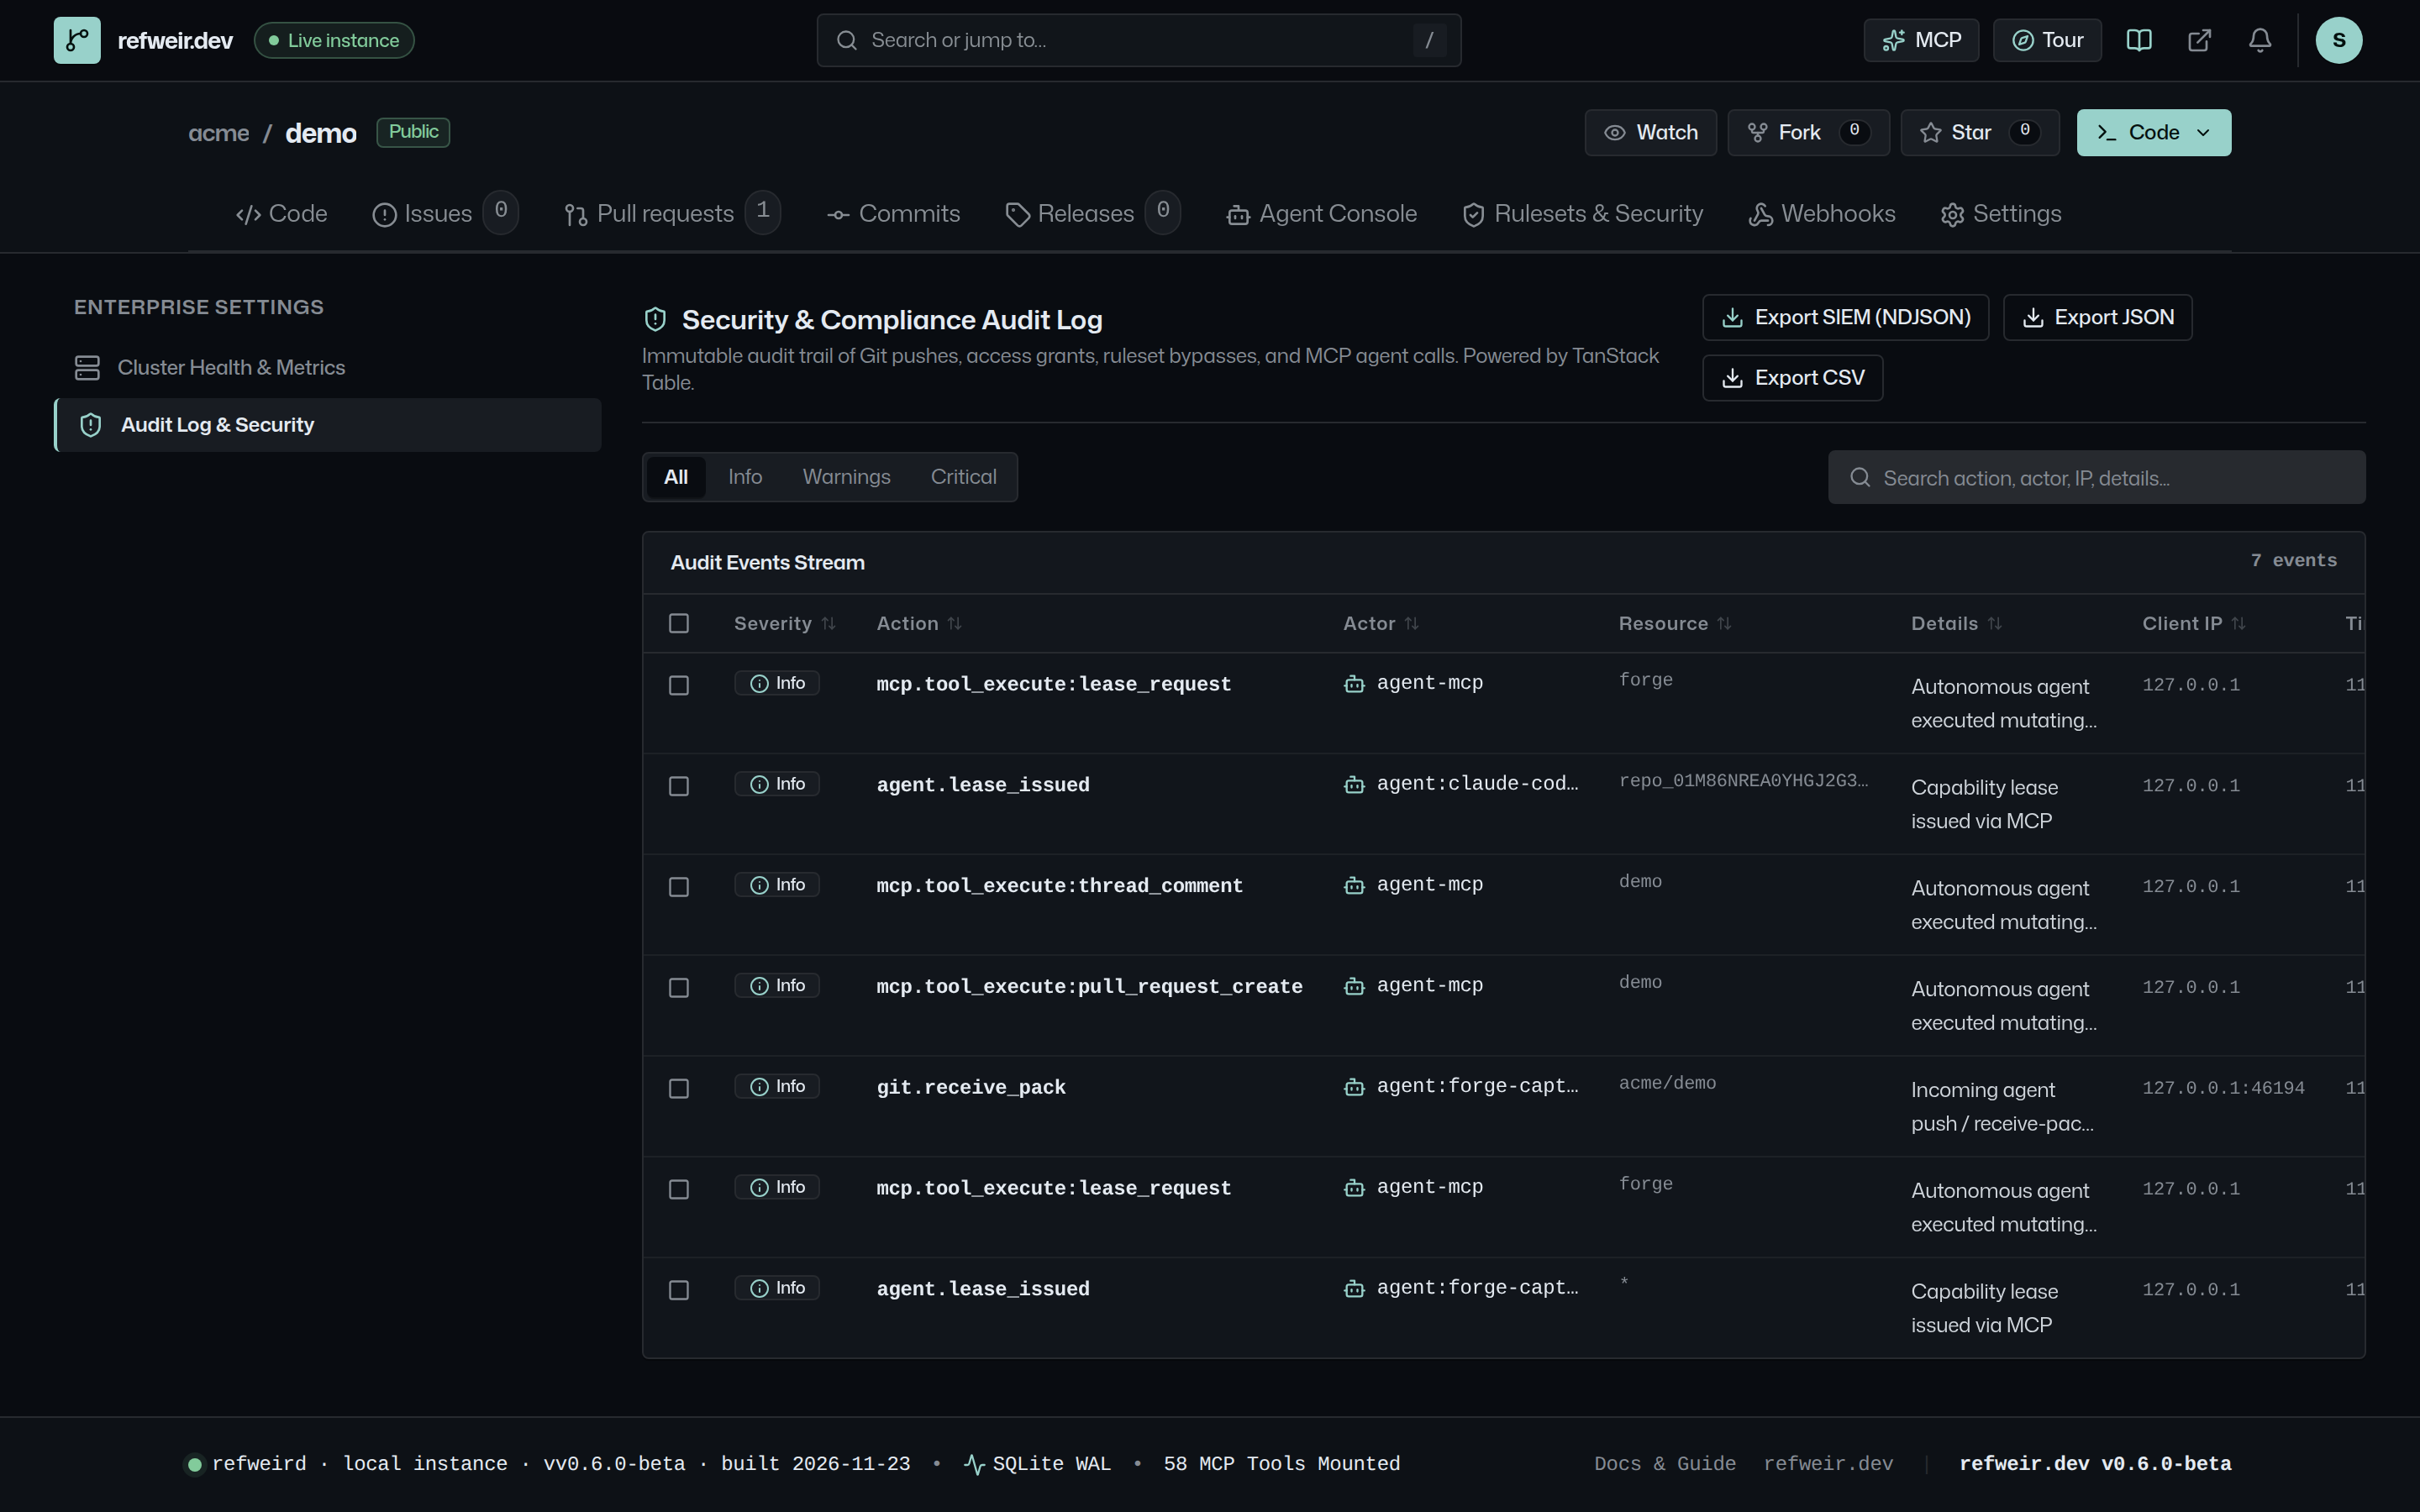 refweir.dev Live instance Search or jump to... / MCP Tour S
acme / demo Public Watch Fork 0 Star 0 Code
Code Issues 0 Pull requests 1 Commits Releases 0 Agent Console Rulesets & Security Webhooks Settings
ENTERPRISE SETTINGS
Cluster Health & Metrics
Audit Log & Security
Security & Compliance Audit Log
Immutable audit trail of Git pushes, access grants, ruleset bypasses, and MCP agent calls. Powered by TanStack
Table.
Export SIEM (NDJSON) Export JSON
Export CSV
All Info Warnings Critical Search action, actor, IP, details...
Audit Events Stream 7 events
Severity Action Actor Resource Details Client IP Ti
Info mcp.tool_execute:lease_request agent-mcp forge Autonomous agent 127.0.0.1 11
executed mutating...
Info agent.lease_issued agent:claude-cod… repo_01M86NREA0YHGJ2G3… Capability lease 127.0.0.1 11
issued via MCP
Info mcp.tool_execute:thread_comment agent-mcp demo Autonomous agent 127.0.0.1 11
executed mutating...
Info mcp.tool_execute:pull_request_create agent-mcp demo Autonomous agent 127.0.0.1 11
executed mutating...
Info git.receive_pack agent:forge-capt… acme/demo Incoming agent 127.0.0.1:46194 11
push / receive-pac...
Info mcp.tool_execute:lease_request agent-mcp forge Autonomous agent 127.0.0.1 11
executed mutating...
Info agent.lease_issued agent:forge-capt… * Capability lease 127.0.0.1 11
issued via MCP
refweird · local instance · vv0.6.0-beta · built 2026-11-23 • SQLite WAL • 58 MCP Tools Mounted Docs & Guide refweir.dev refweir.dev v0.6.0-beta